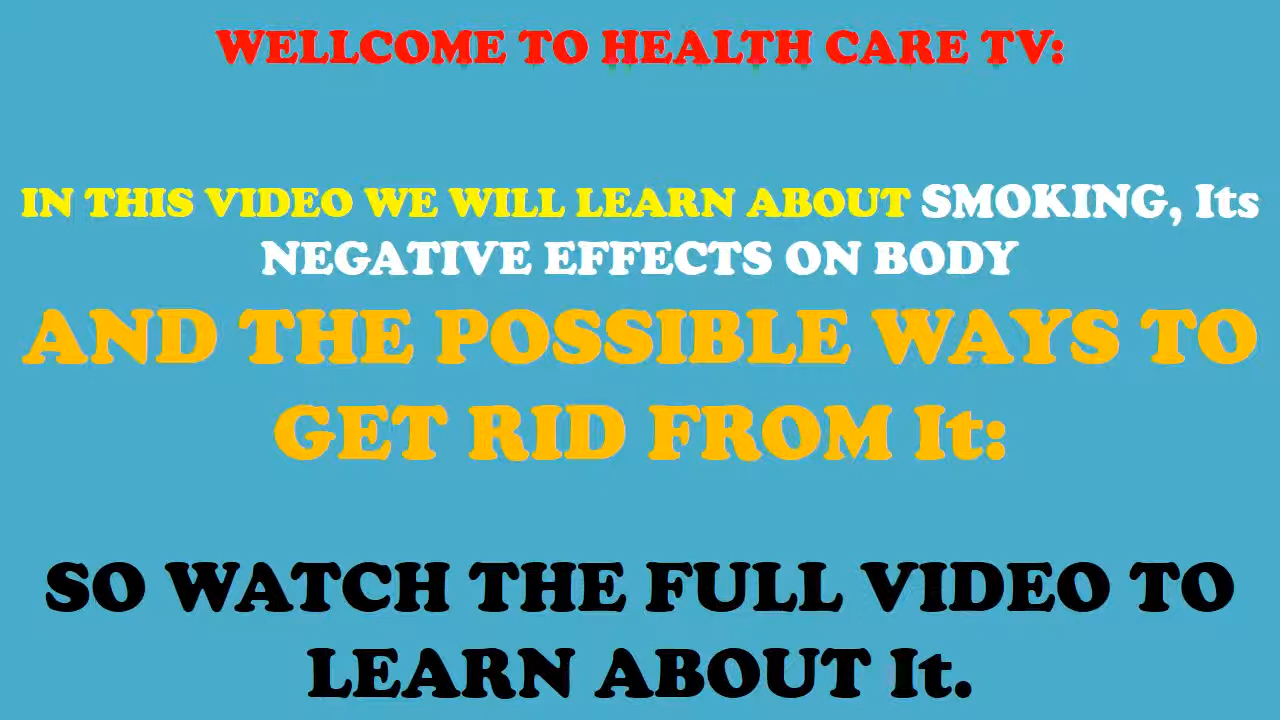 WELLCOME TO HEALTH CARE TV:
IN THIS VIDEO WE WILL LEARN ABOUT SMOKING, Its
NEGATIVE EFFECTS ON BODY
AND THE POSSIBLE WAYS TO
GET RID FROM It:
SO WATCH THE FULL VIDEO TO
LEARN ABOUT It.